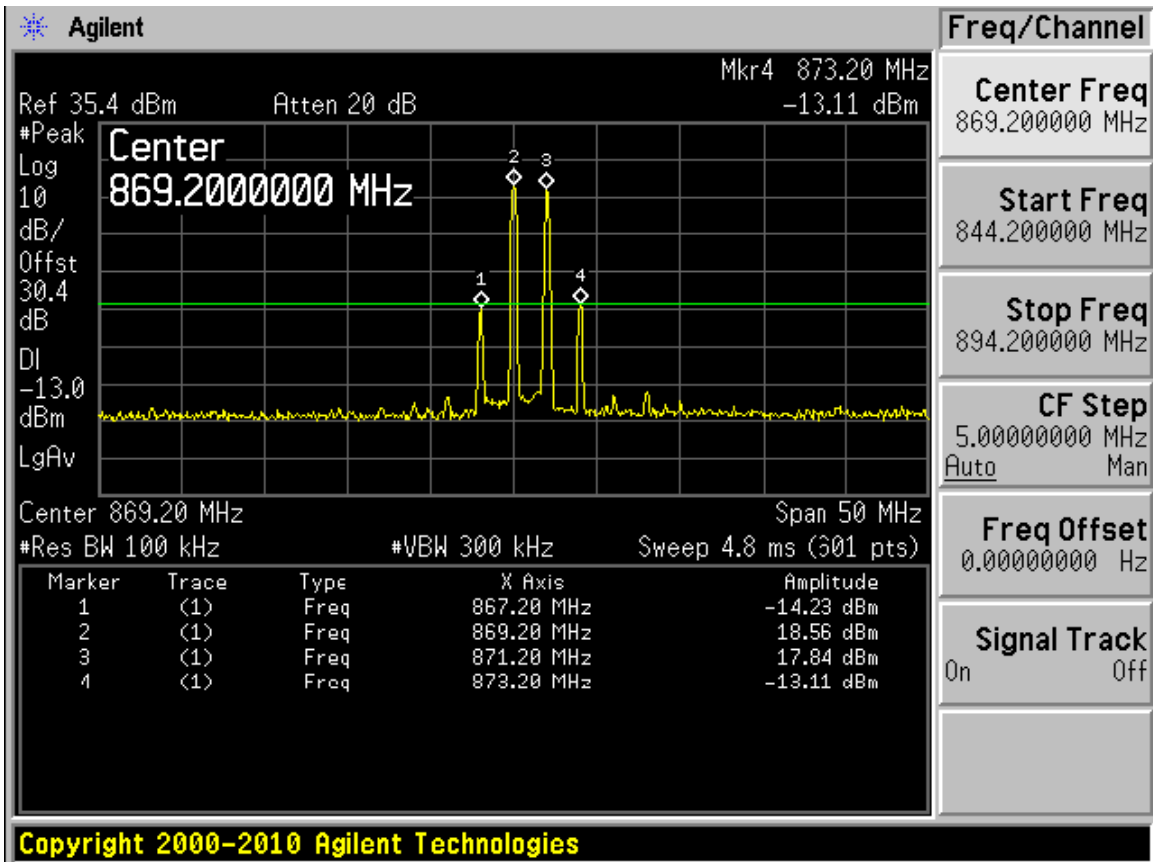 Agilent
Freq/Channel
Mkr4 873.20 MHz
Ref 35.4 dBm Atten 20 dB -13.11 dBm
#Peak
Log
10
dB/
Offst
30.4
dB
DI
-13.0
dBm
LgAv
Center
869.2000000 MHz
1
2
3
4
Center 869.20 MHz Span 50 MHz
#Res BW 100 kHz #VBW 300 kHz Sweep 4.8 ms (601 pts)
Marker Trace Type X Axis Amplitude
1 (1) Freq 867.20 MHz -14.23 dBm
2 (1) Freq 869.20 MHz 18.56 dBm
3 (1) Freq 871.20 MHz 17.84 dBm
4 (1) Freq 873.20 MHz -13.11 dBm
Center Freq
869.200000 MHz
Start Freq
844.200000 MHz
Stop Freq
894.200000 MHz
CF Step
5.00000000 MHz
Auto Man
Freq Offset
0.00000000 Hz
Signal Track
On Off
Copyright 2000-2010 Agilent Technologies